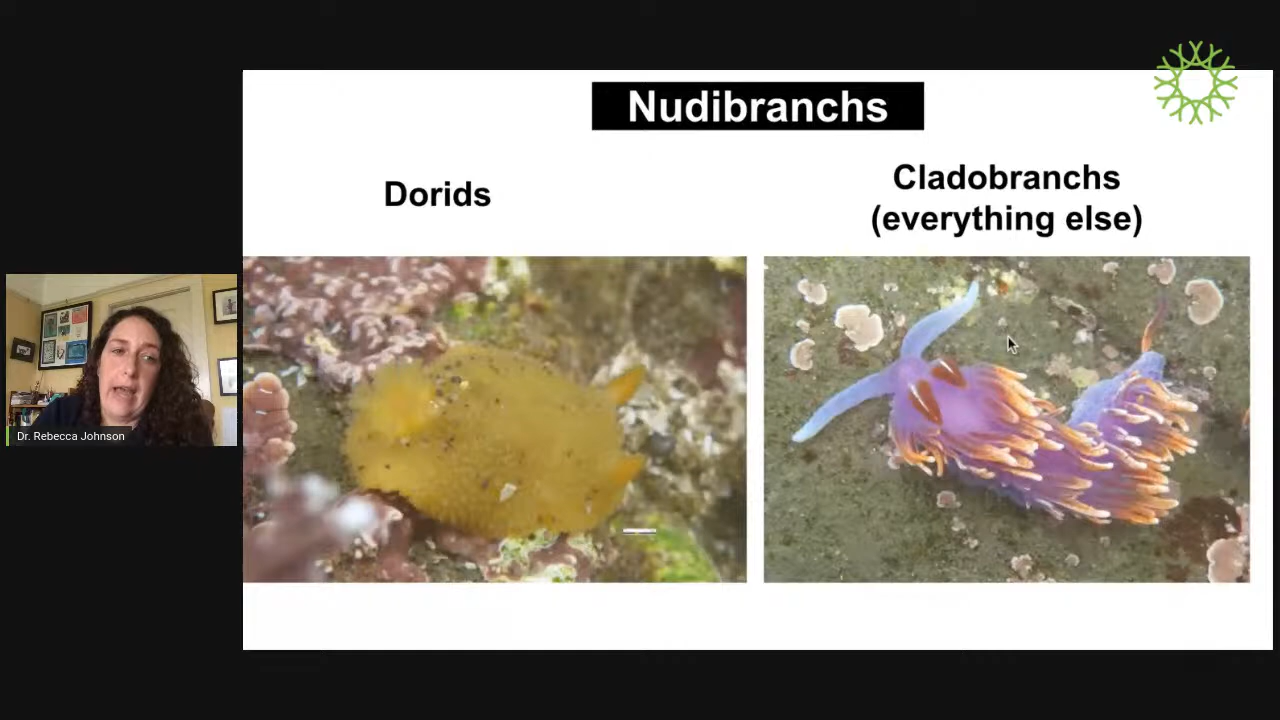 Nudibranchs
Dorids
Cladobranchs
(everything else)
Dr. Rebecca Johnson